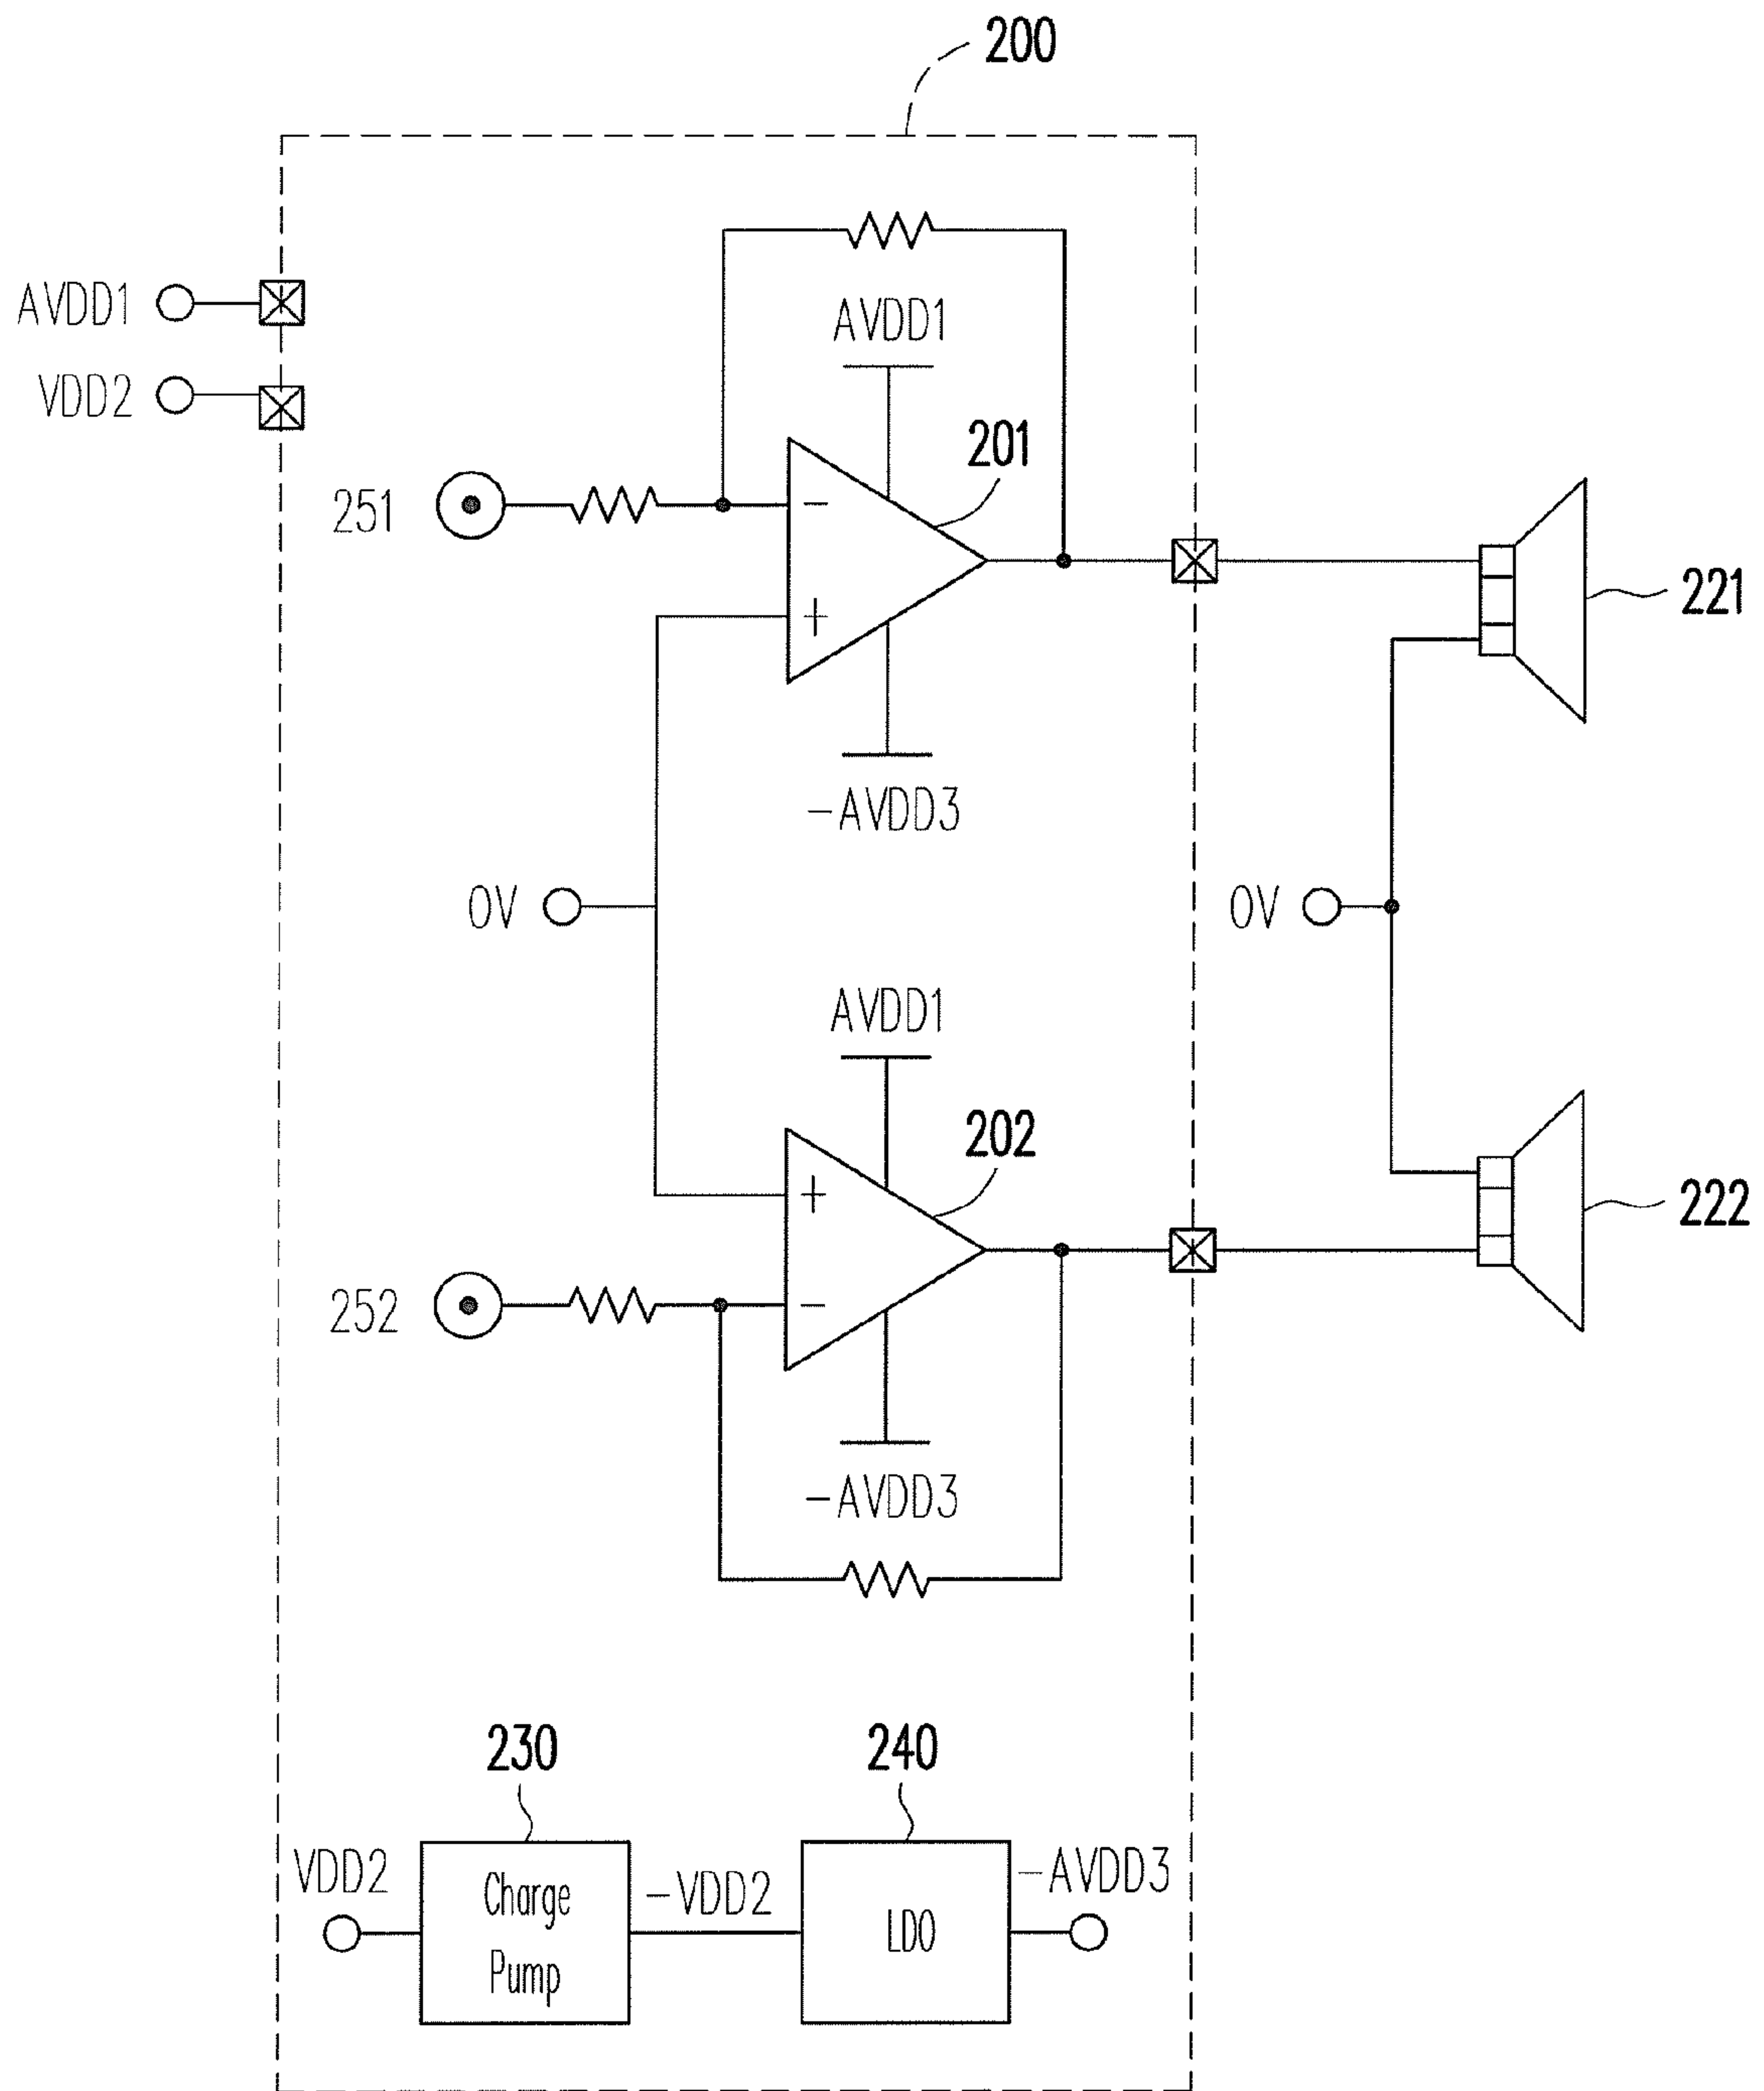 200
AVDD1
VDD2
AVDD1
201
251
−
+
221
−AVDD3
0V
0V
AVDD1
202
+
222
252
−
−AVDD3
230
240
VDD2
Charge
Pump
−VDD2
LDO
−AVDD3